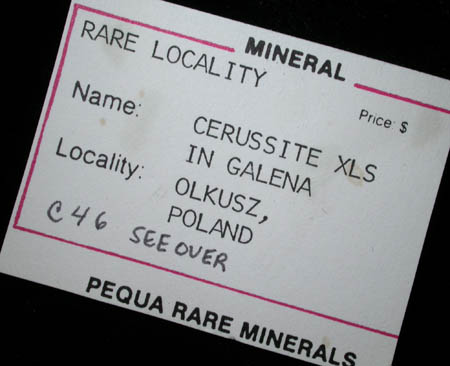 MINERAL
RARE LOCALITY
Price: $
Name: CERUSSITE XLS
IN GALENA
Locality: OLKUSZ,
POLAND
C46 SEE OVER
PEQUA RARE MINERALS